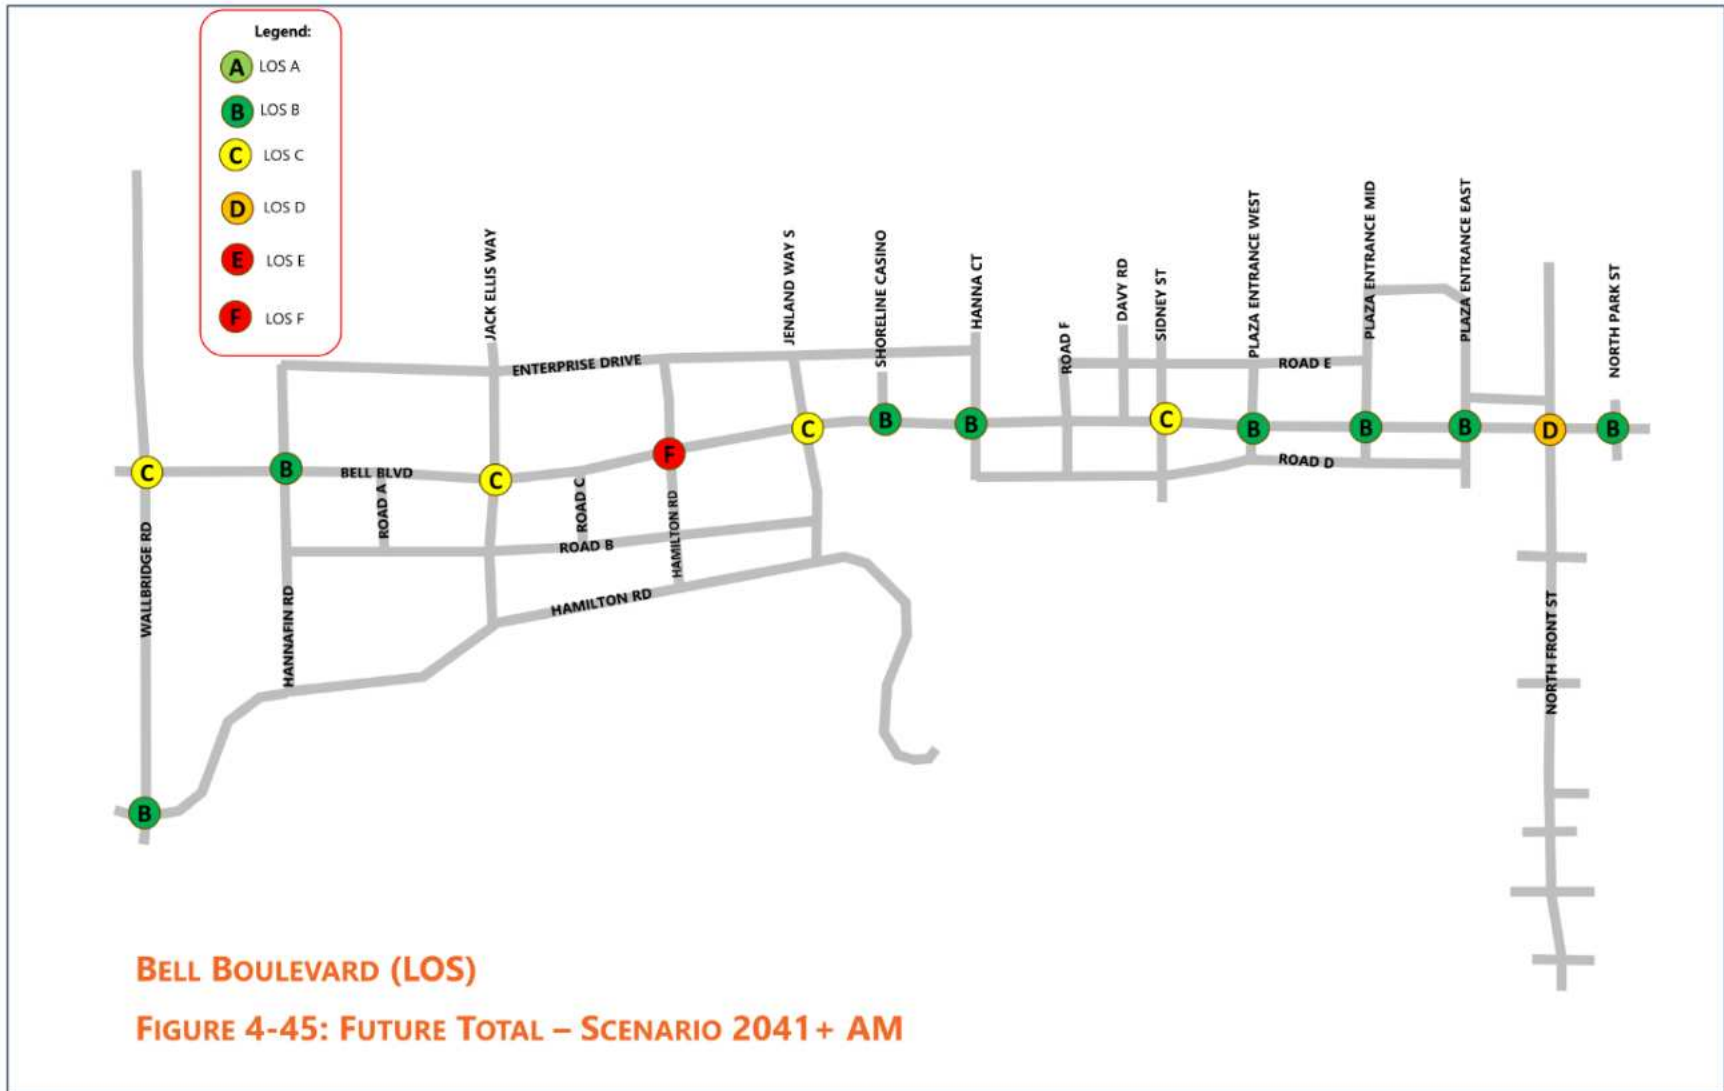 Legend:
A LOS A
B LOS B
C LOS C
D LOS D
E LOS E
F LOS F
JACK ELLIS WAY
JENLAND WAY S
SHORELINE CASINO
HANNA CT
ROAD F
DAVY RD
SIDNEY ST
PLAZA ENTRANCE WEST
PLAZA ENTRANCE MID
PLAZA ENTRANCE EAST
NORTH PARK ST
ENTERPRISE DRIVE
ROAD E
C
B
BELL BLVD
C
F
C
B
B
C
B
B
B
D
B
ROAD D
ROAD A
ROAD C
HAMILTON RD
ROAD B
WALLBRIDGE RD
HANNAFIN RD
HAMILTON RD
NORTH FRONT ST
B
BELL BOULEVARD (LOS)
FIGURE 4-45: FUTURE TOTAL – SCENARIO 2041+ AM